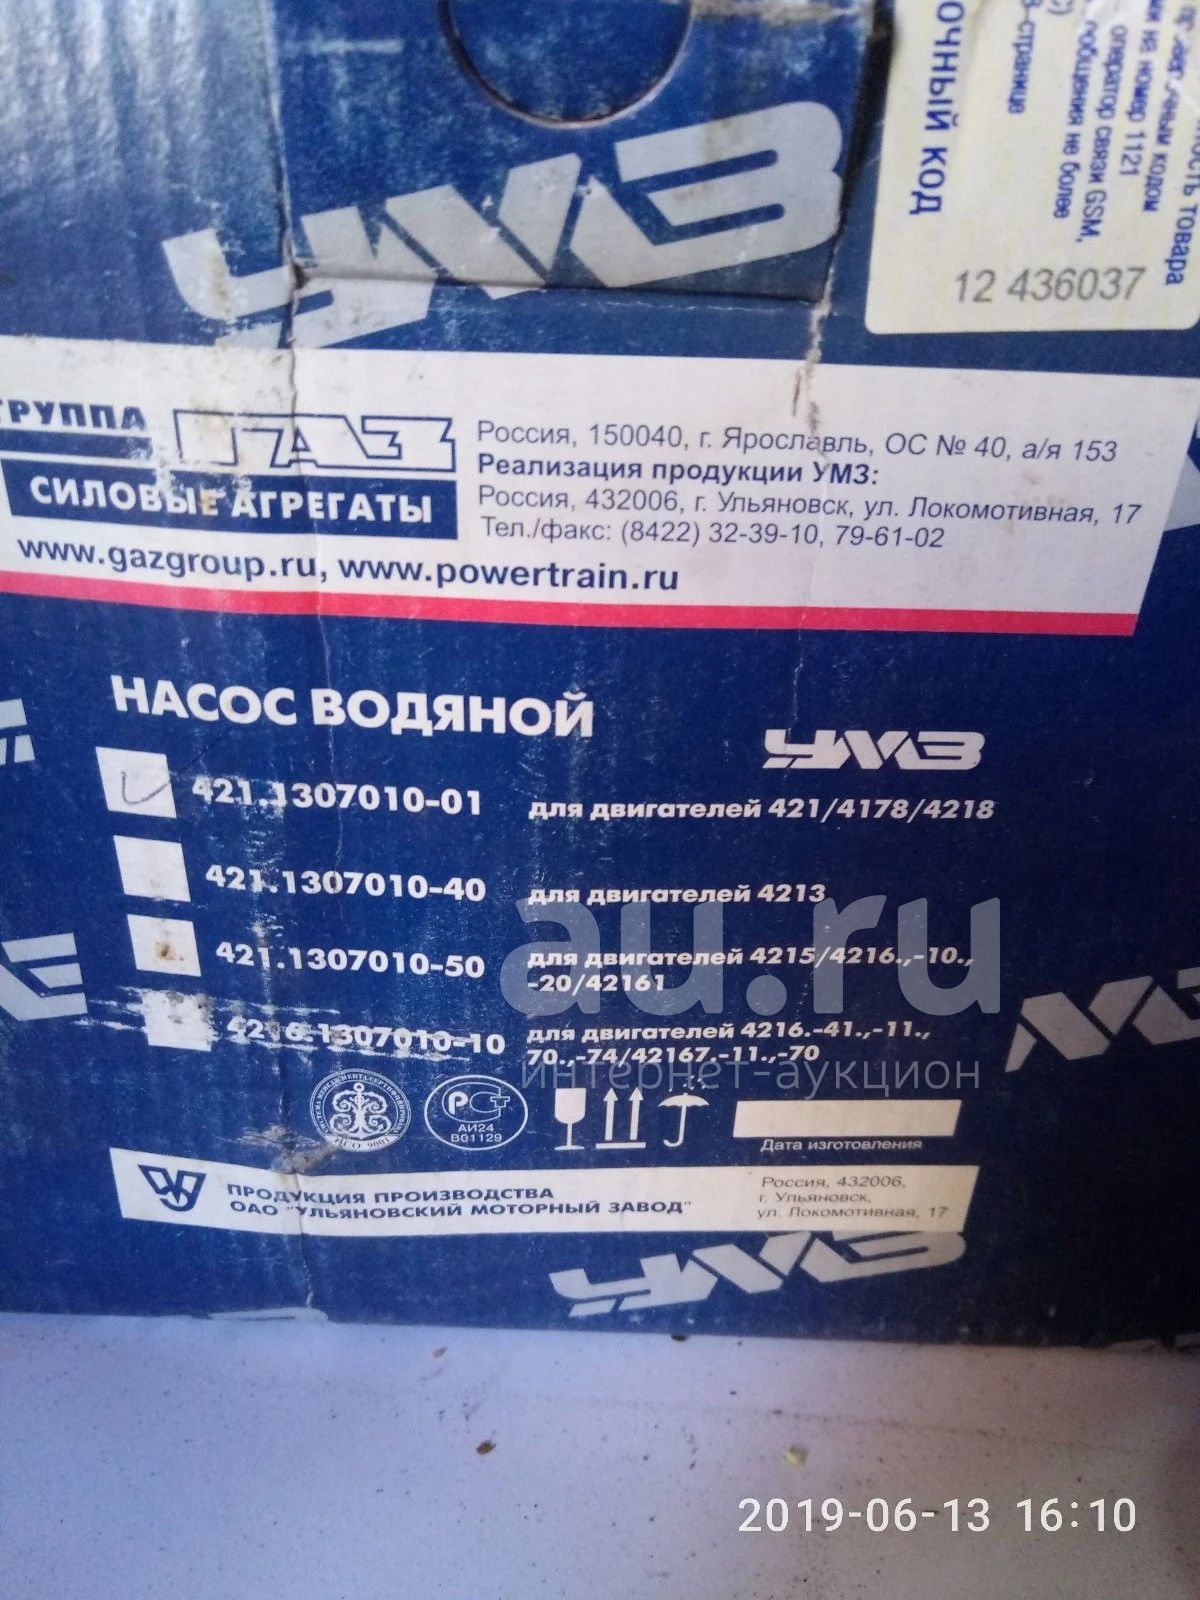 УМЗ
очный код
в-странице
оператор связи GSM,
12 436037
ГРУППА
ГАЗ
СИЛОВЫЕ АГРЕГАТЫ
www.gazgroup.ru, www.powertrain.ru
Россия, 150040, г. Ярославль, ОС № 40, а/я 153
Реализация продукции УМЗ:
Россия, 432006, г. Ульяновск, ул. Локомотивная, 17
Тел./факс: (8422) 32-39-10, 79-61-02
НАСОС ВОДЯНОЙ
УМЗ
421.1307010-01 для двигателей 421/4178/4218
421.1307010-40 для двигателей 4213
421.1307010-50 для двигателей 4215/4216.,-10.,
-20/42161
4216.1307010-10 для двигателей 4216.-41.,-11.,
70.,-74/42167.-11.,-70
au.ru
интернет-аукцион
АИ24
В01129
Дата изготовления
ПРОДУКЦИЯ ПРОИЗВОДСТВА
ОАО "УЛЬЯНОВСКИЙ МОТОРНЫЙ ЗАВОД"
Россия, 432006,
г. Ульяновск,
ул. Локомотивная, 17
УМЗ
2019-06-13 16:10